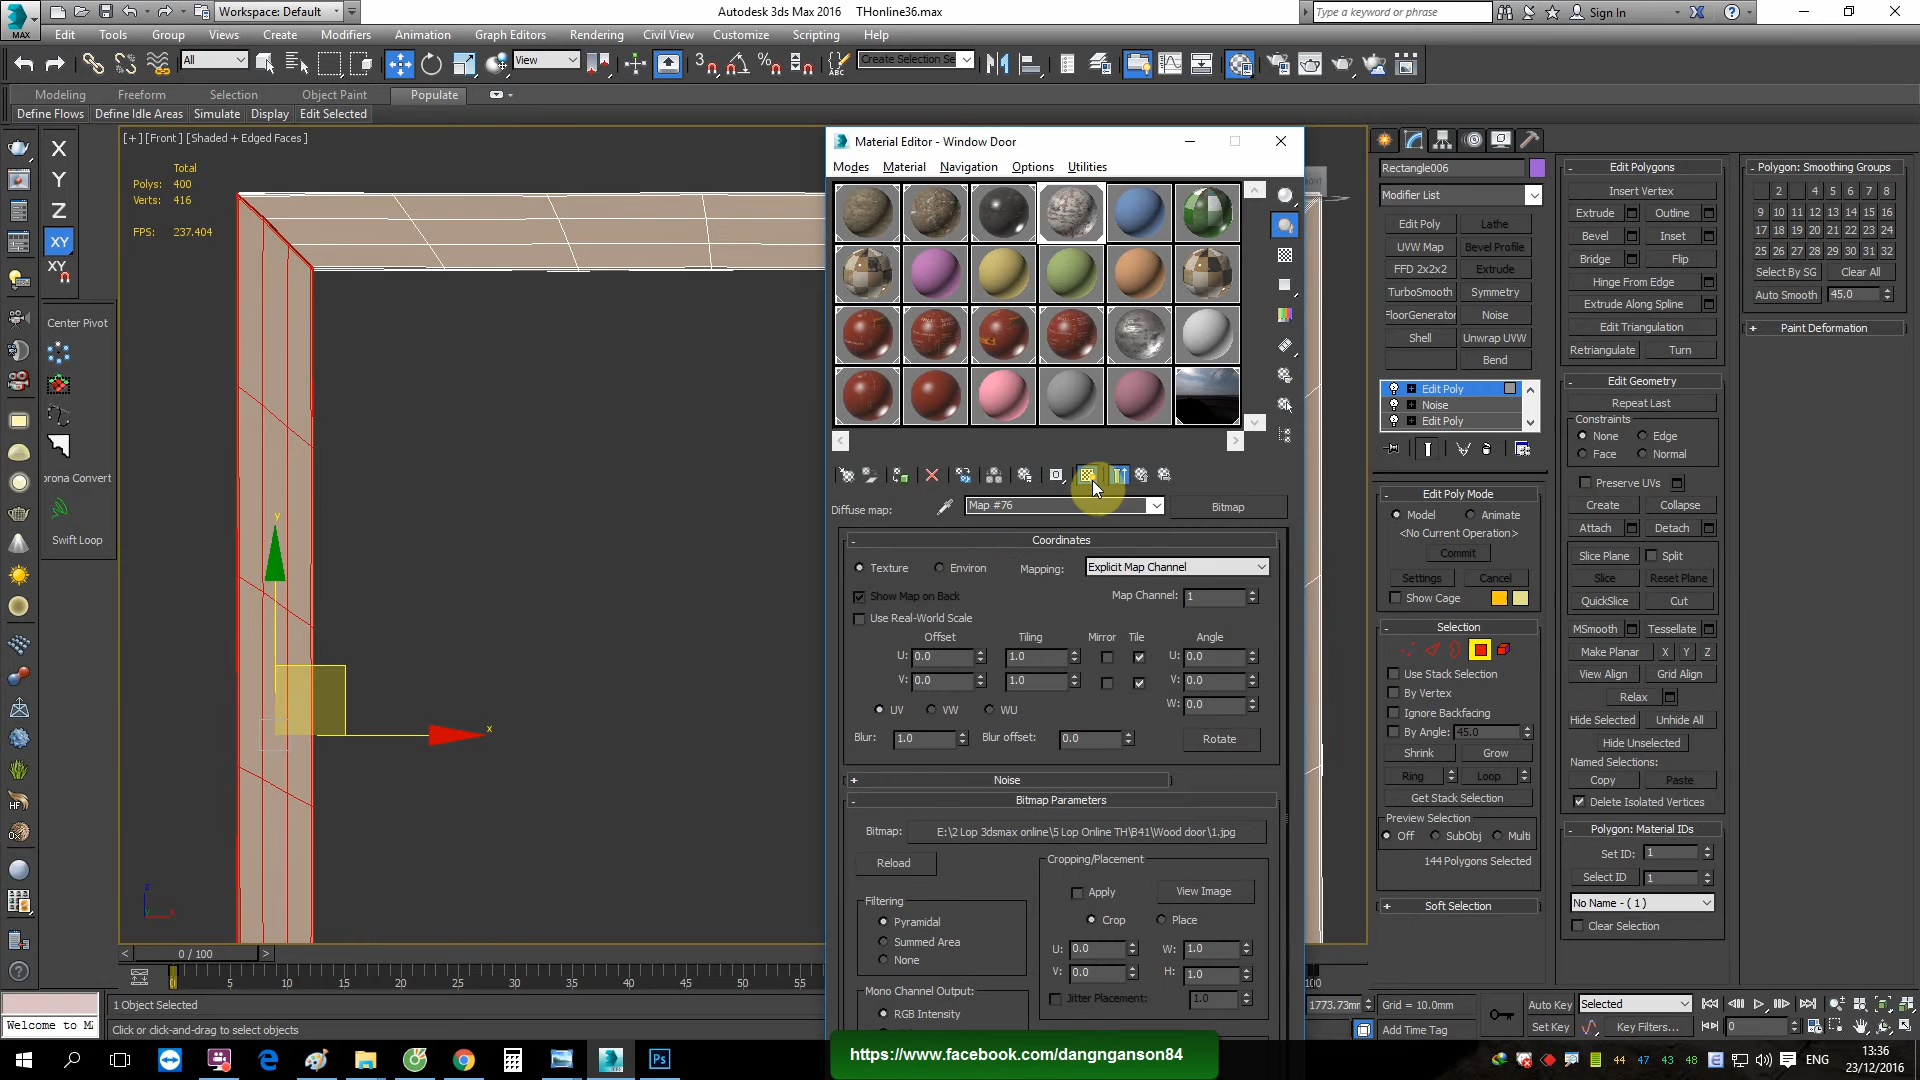 Workspace: Default
Autodesk 3ds Max 2016 THonline36.max
Type a keyword or phrase
Sign In
MAX
Edit Tools Group Views Create Modifiers Animation Graph Editors Rendering Civil View Customize Scripting Help
All
View
Create Selection Se
Modeling Freeform Selection Object Paint Populate
Define Flows Define Idle Areas Simulate Display Edit Selected
[+] [Front] [Shaded + Edged Faces]
Total
Polys: 400
Verts: 416
FPS: 237.404
X
Y
Z
XY
XY
Center Pivot
orona Convert
Swift Loop
Material Editor - Window Door
Modes Material Navigation Options Utilities
Diffuse map:
Map #76
Bitmap
Coordinates
Texture Environ Mapping: Explicit Map Channel
Show Map on Back Map Channel: 1
Use Real-World Scale
Offset Tiling Mirror Tile Angle
U: 0.0 1.0 U: 0.0
V: 0.0 1.0 V: 0.0
UV VW WU W: 0.0
Blur: 1.0 Blur offset: 0.0 Rotate
Noise
Bitmap Parameters
Bitmap: E:\2 Lop 3dsmax online\5 Lop Online TH\B41\Wood door\1.jpg
Reload
Cropping/Placement
Apply View Image
Crop Place
U: 0.0 W: 1.0
V: 0.0 H: 1.0
Jitter Placement: 1.0
Filtering
Pyramidal
Summed Area
None
Mono Channel Output:
RGB Intensity
Rectangle006
Modifier List
Edit Poly Lathe
UVW Map Bevel Profile
FFD 2x2x2 Extrude
TurboSmooth Symmetry
FloorGenerator Noise
Shell Unwrap UVW
Bend
Edit Poly
Noise
Edit Poly
Edit Poly Mode
Model Animate
<No Current Operation>
Commit
Settings Cancel
Show Cage
Selection
Use Stack Selection
By Vertex
Ignore Backfacing
By Angle: 45.0
Shrink Grow
Ring Loop
Get Stack Selection
Preview Selection
Off SubObj Multi
144 Polygons Selected
Soft Selection
Edit Polygons
Insert Vertex
Extrude Outline
Bevel Inset
Bridge Flip
Hinge From Edge
Extrude Along Spline
Edit Triangulation
Retriangulate Turn
Edit Geometry
Repeat Last
Constraints
None Edge
Face Normal
Preserve UVs
Create Collapse
Attach Detach
Slice Plane Split
Slice Reset Plane
QuickSlice Cut
MSmooth Tessellate
Make Planar X Y Z
View Align Grid Align
Relax
Hide Selected Unhide All
Hide Unselected
Named Selections:
Copy Paste
Delete Isolated Vertices
Polygon: Material IDs
Set ID: 1
Select ID 1
No Name - ( 1 )
Clear Selection
Polygon: Smoothing Groups
2 4 5 6 7 8
9 10 11 12 13 14 15 16
17 18 19 20 21 22 23 24
25 26 27 28 29 30 31 32
Select By SG Clear All
Auto Smooth 45.0
Paint Deformation
y
x
z
x
0 / 100
0 5 10 15 20 25 30 35 40 45 50 55 100
1 Object Selected
Welcome to M
Click or click-and-drag to select objects
1773.73mm
Grid = 10.0mm
Add Time Tag
Auto Key Selected
Set Key Key Filters...
0
https://www.facebook.com/dangnganson84
44 47 43 48
ENG
13:36
23/12/2016